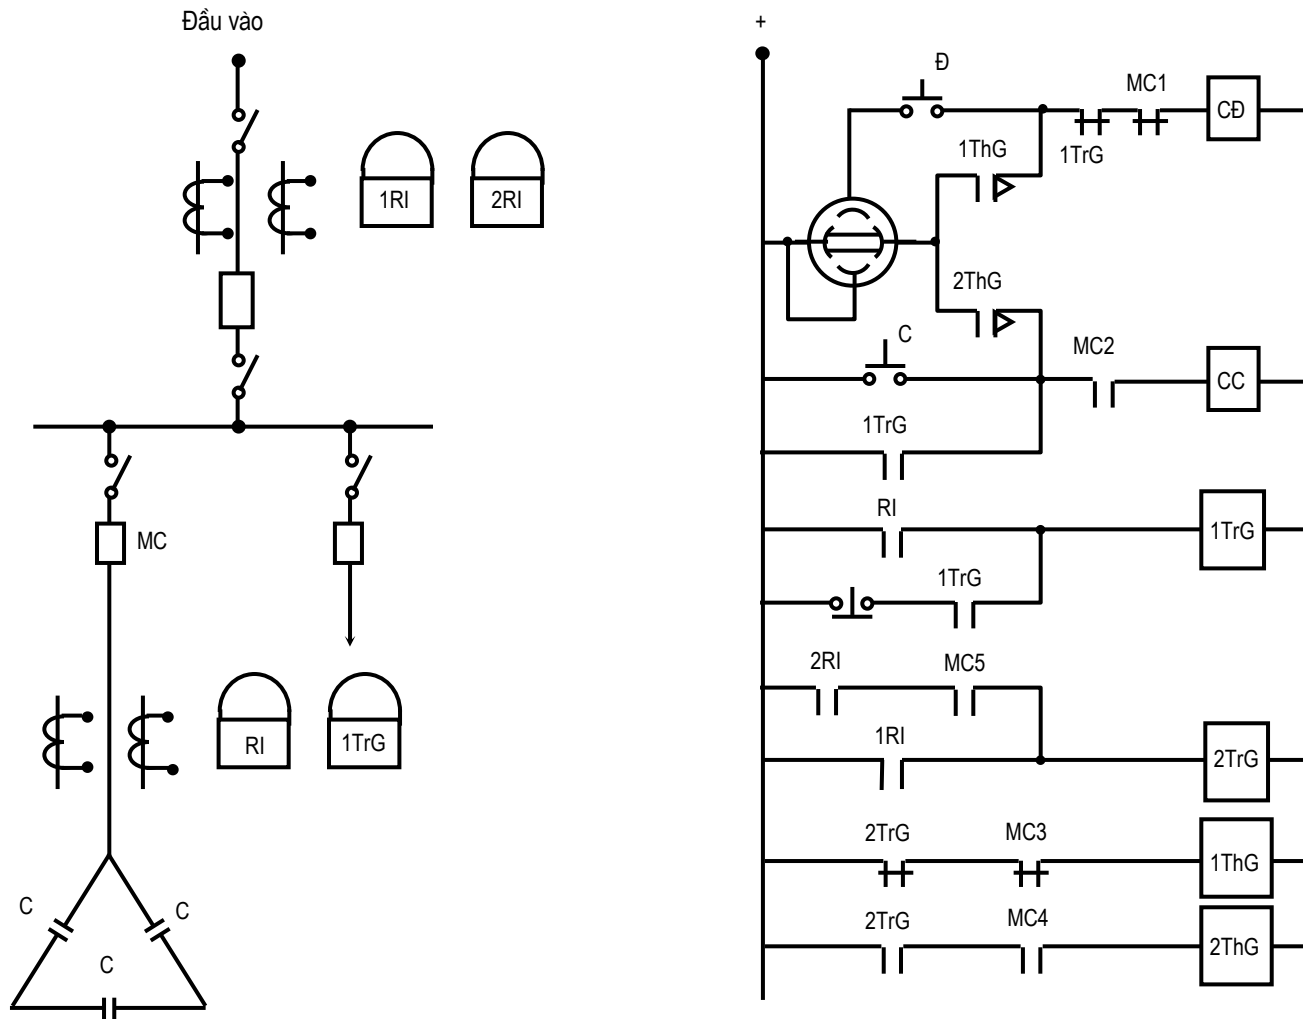 Đầu vào
1RI
2RI
MC
RI
1TrG
C
C
C
+
Đ
MC1
CĐ
1ThG
1TrG
2ThG
C
MC2
CC
1TrG
RI
1TrG
1TrG
2RI
MC5
1RI
2TrG
2TrG
MC3
1ThG
2TrG
MC4
2ThG